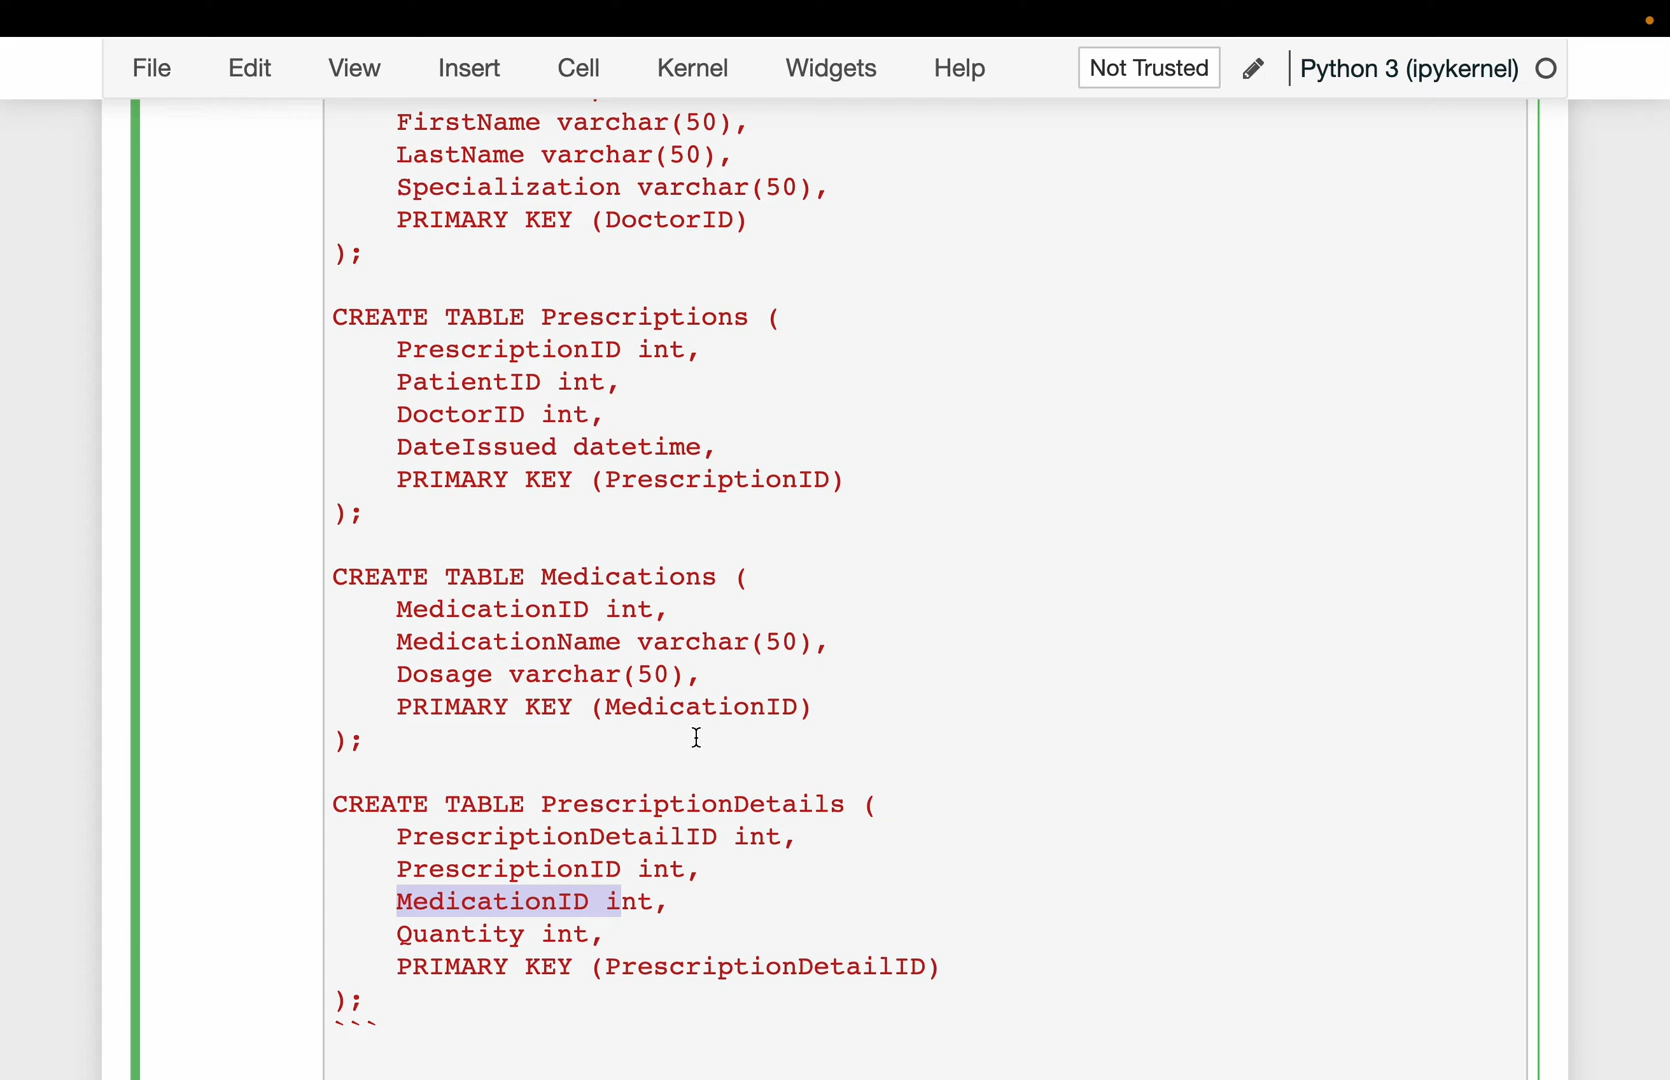 File Edit View Insert Cell Kernel Widgets Help Not Trusted Python 3 (ipykernel)
FirstName varchar(50),
LastName varchar(50),
Specialization varchar(50),
PRIMARY KEY (DoctorID)
);
CREATE TABLE Prescriptions (
PrescriptionID int,
PatientID int,
DoctorID int,
DateIssued datetime,
PRIMARY KEY (PrescriptionID)
);
CREATE TABLE Medications (
MedicationID int,
MedicationName varchar(50),
Dosage varchar(50),
PRIMARY KEY (MedicationID)
);
CREATE TABLE PrescriptionDetails (
PrescriptionDetailID int,
PrescriptionID int,
MedicationID int,
Quantity int,
PRIMARY KEY (PrescriptionDetailID)
);
```